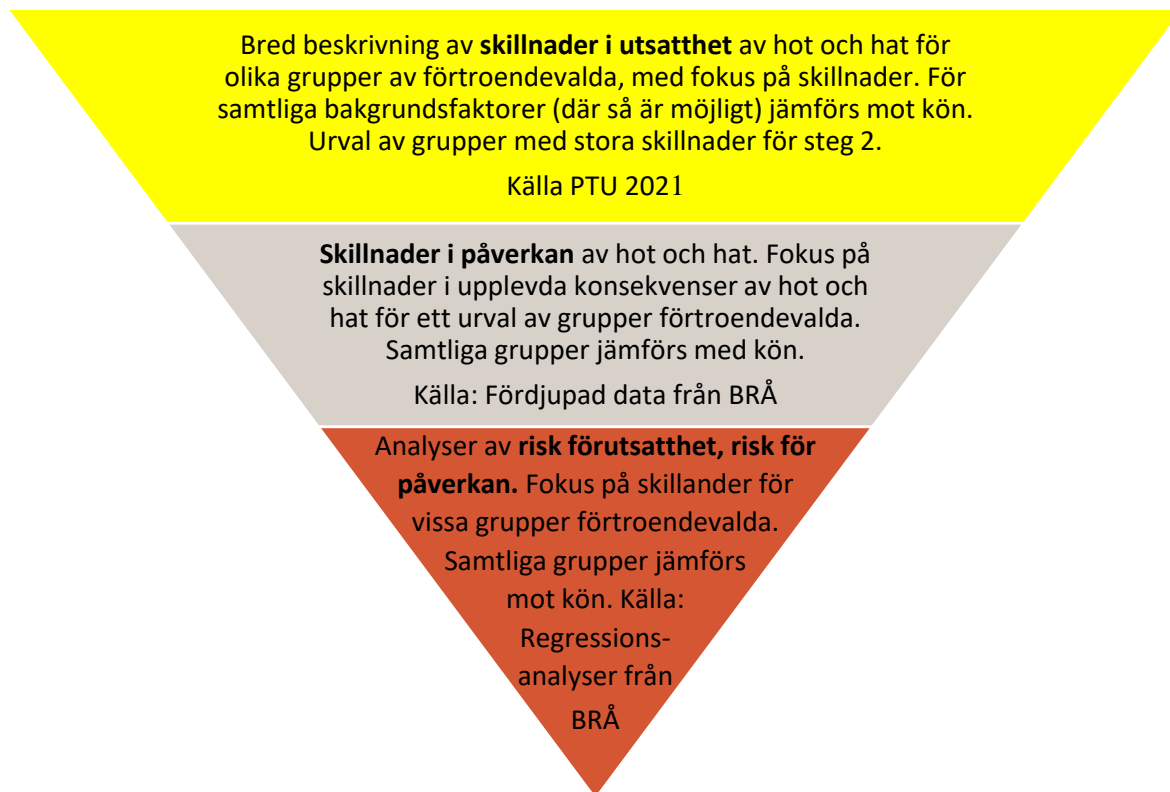 Bred beskrivning av skillnader i utsatthet av hot och hat för
olika grupper av förtroendevalda, med fokus på skillnader. För
samtliga bakgrundsfaktorer (där så är möjligt) jämförs mot kön.
Urval av grupper med stora skillnader för steg 2.
Källa PTU 2021
Skillnader i påverkan av hot och hat. Fokus på
skillnader i upplevda konsekvenser av hot och
hat för ett urval av grupper förtroendevalda.
Samtliga grupper jämförs med kön.
Källa: Fördjupad data från BRÅ
Analyser av risk förutsatthet, risk för
påverkan. Fokus på skillander för
vissa grupper förtroendevalda.
Samtliga grupper jämförs
mot kön. Källa:
Regressions-
analyser från
BRÅ